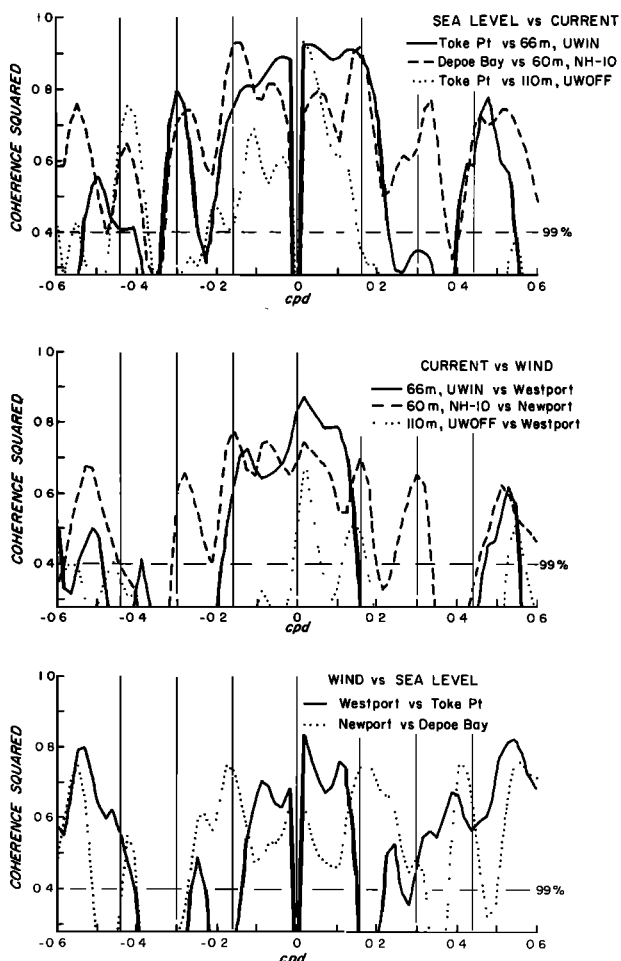 SEA LEVEL vs CURRENT
Toke Pt vs 66m, UWIN
Depoe Bay vs 60m, NH-10
Toke Pt vs 110m, UWOFF
COHERENCE SQUARED
1 0
0 8
0 6
0 4
99%
-0 6 -0 4 -0 2 0 0 2 0 4 0 6
cpd
CURRENT vs WIND
66m, UWIN vs Westport
60m, NH-10 vs Newport
110m, UWOFF vs Westport
COHERENCE SQUARED
1 0
0 8
0 6
0 4
99%
-0 6 -0 4 -0 2 0 0 2 0 4 0 6
cpd
WIND vs SEA LEVEL
Westport vs Toke Pt
Newport vs Depoe Bay
COHERENCE SQUARED
1 0
0 8
0 6
0 4
99%
-0 6 -0 4 -0 2 0 0 2 0 4 0 6
cpd